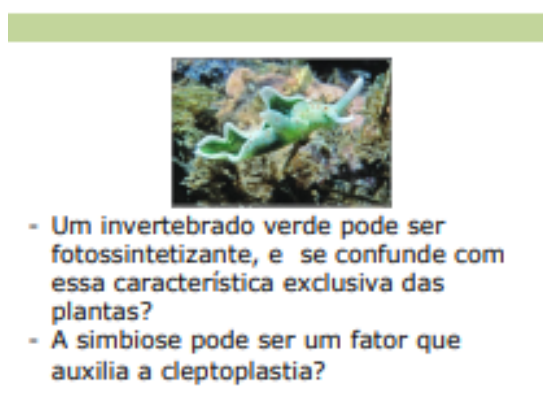 - Um invertebrado verde pode ser
fotossintetizante, e se confunde com
essa característica exclusiva das
plantas?
- A simbiose pode ser um fator que
auxilia a cleptoplastia?